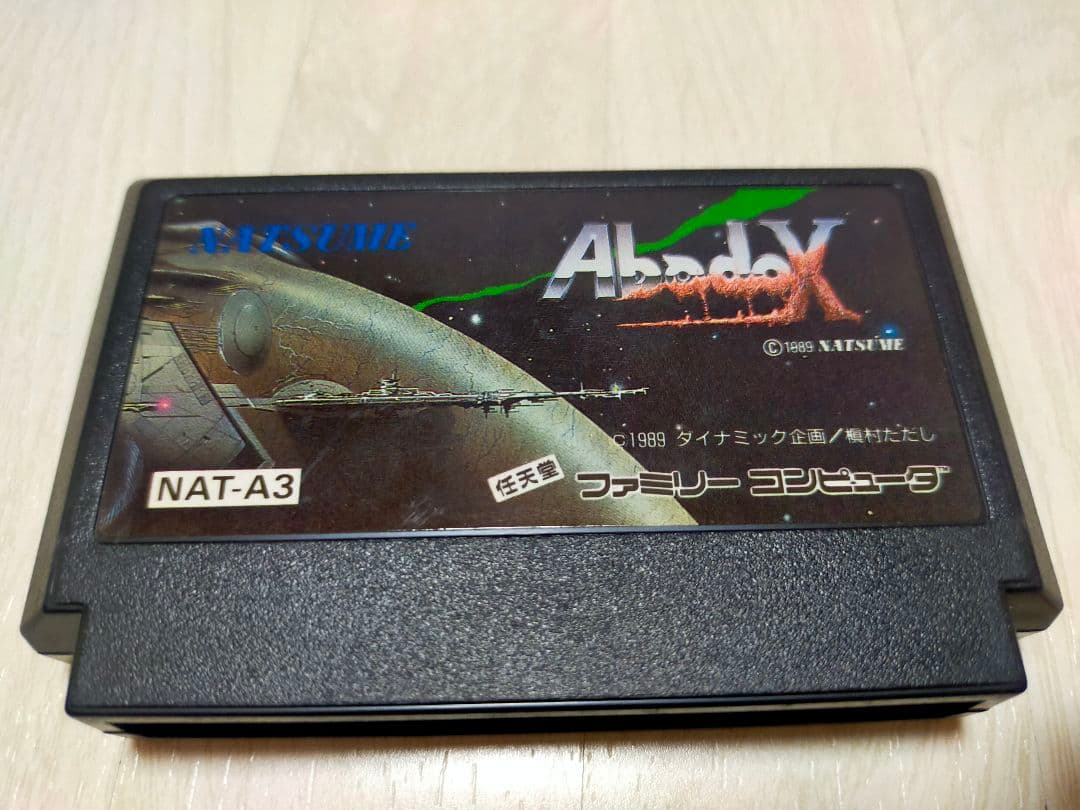 NATSUME
AbadoX
©1989 NATSUME
©1989 ダイナミック企画/槇村ただし
NAT-A3
任天堂
ファミリー コンピュータ